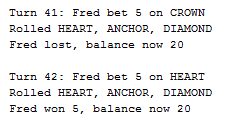 Turn 41: Fred bet 5 on CROWN
Rolled HEART, ANCHOR, DIAMOND
Fred lost, balance now 20
Turn 42: Fred bet 5 on HEART
Rolled HEART, ANCHOR, DIAMOND
Fred won 5, balance now 20